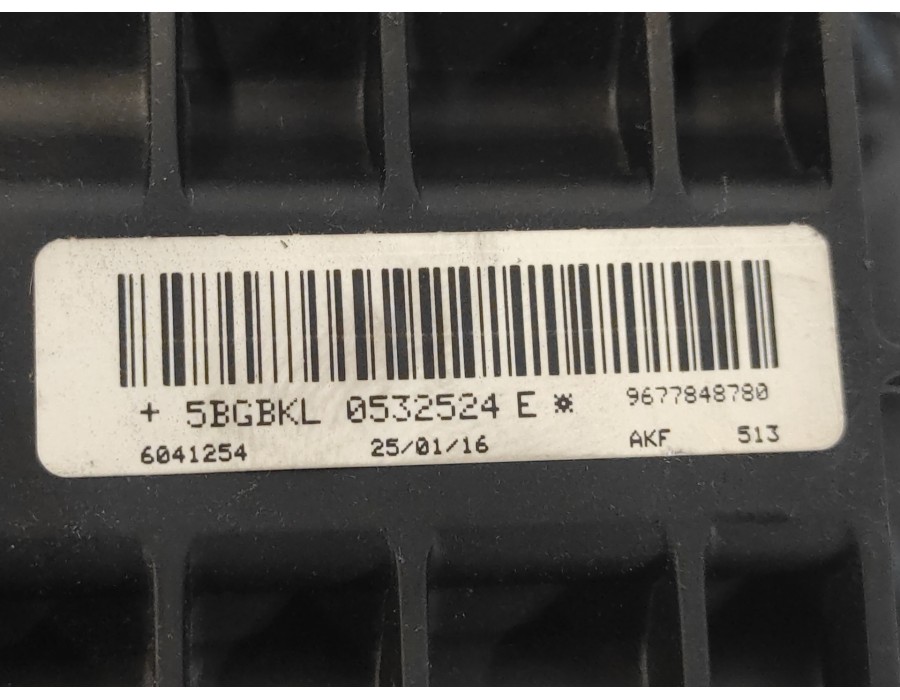 + 5BGBKL 0532524 E * 9677848780
6041254 25/01/16 AKF 513